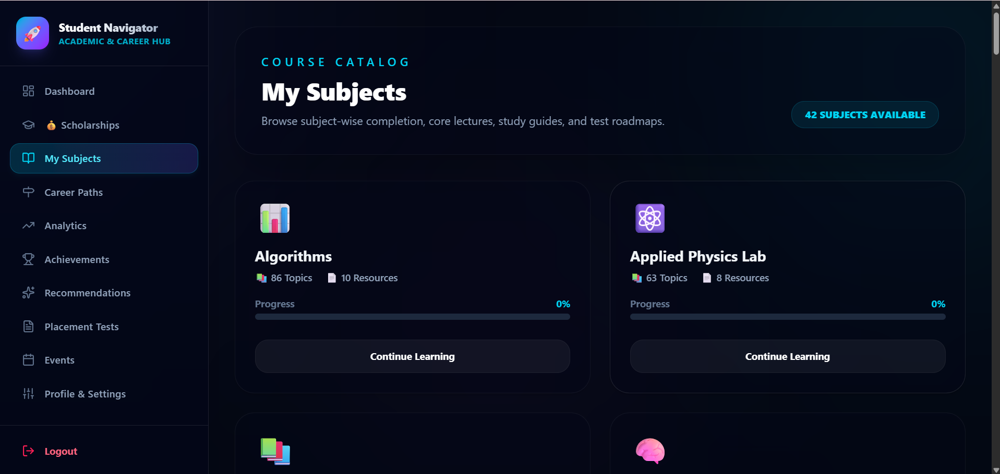 Student Navigator
ACADEMIC & CAREER HUB
Dashboard
💰 Scholarships
My Subjects
Career Paths
Analytics
Achievements
Recommendations
Placement Tests
Events
Profile & Settings
Logout
COURSE CATALOG
My Subjects
Browse subject-wise completion, core lectures, study guides, and test roadmaps.
42 SUBJECTS AVAILABLE
Algorithms
📚 86 Topics 📄 10 Resources
Progress 0%
Continue Learning
Applied Physics Lab
📚 63 Topics 📄 8 Resources
Progress 0%
Continue Learning